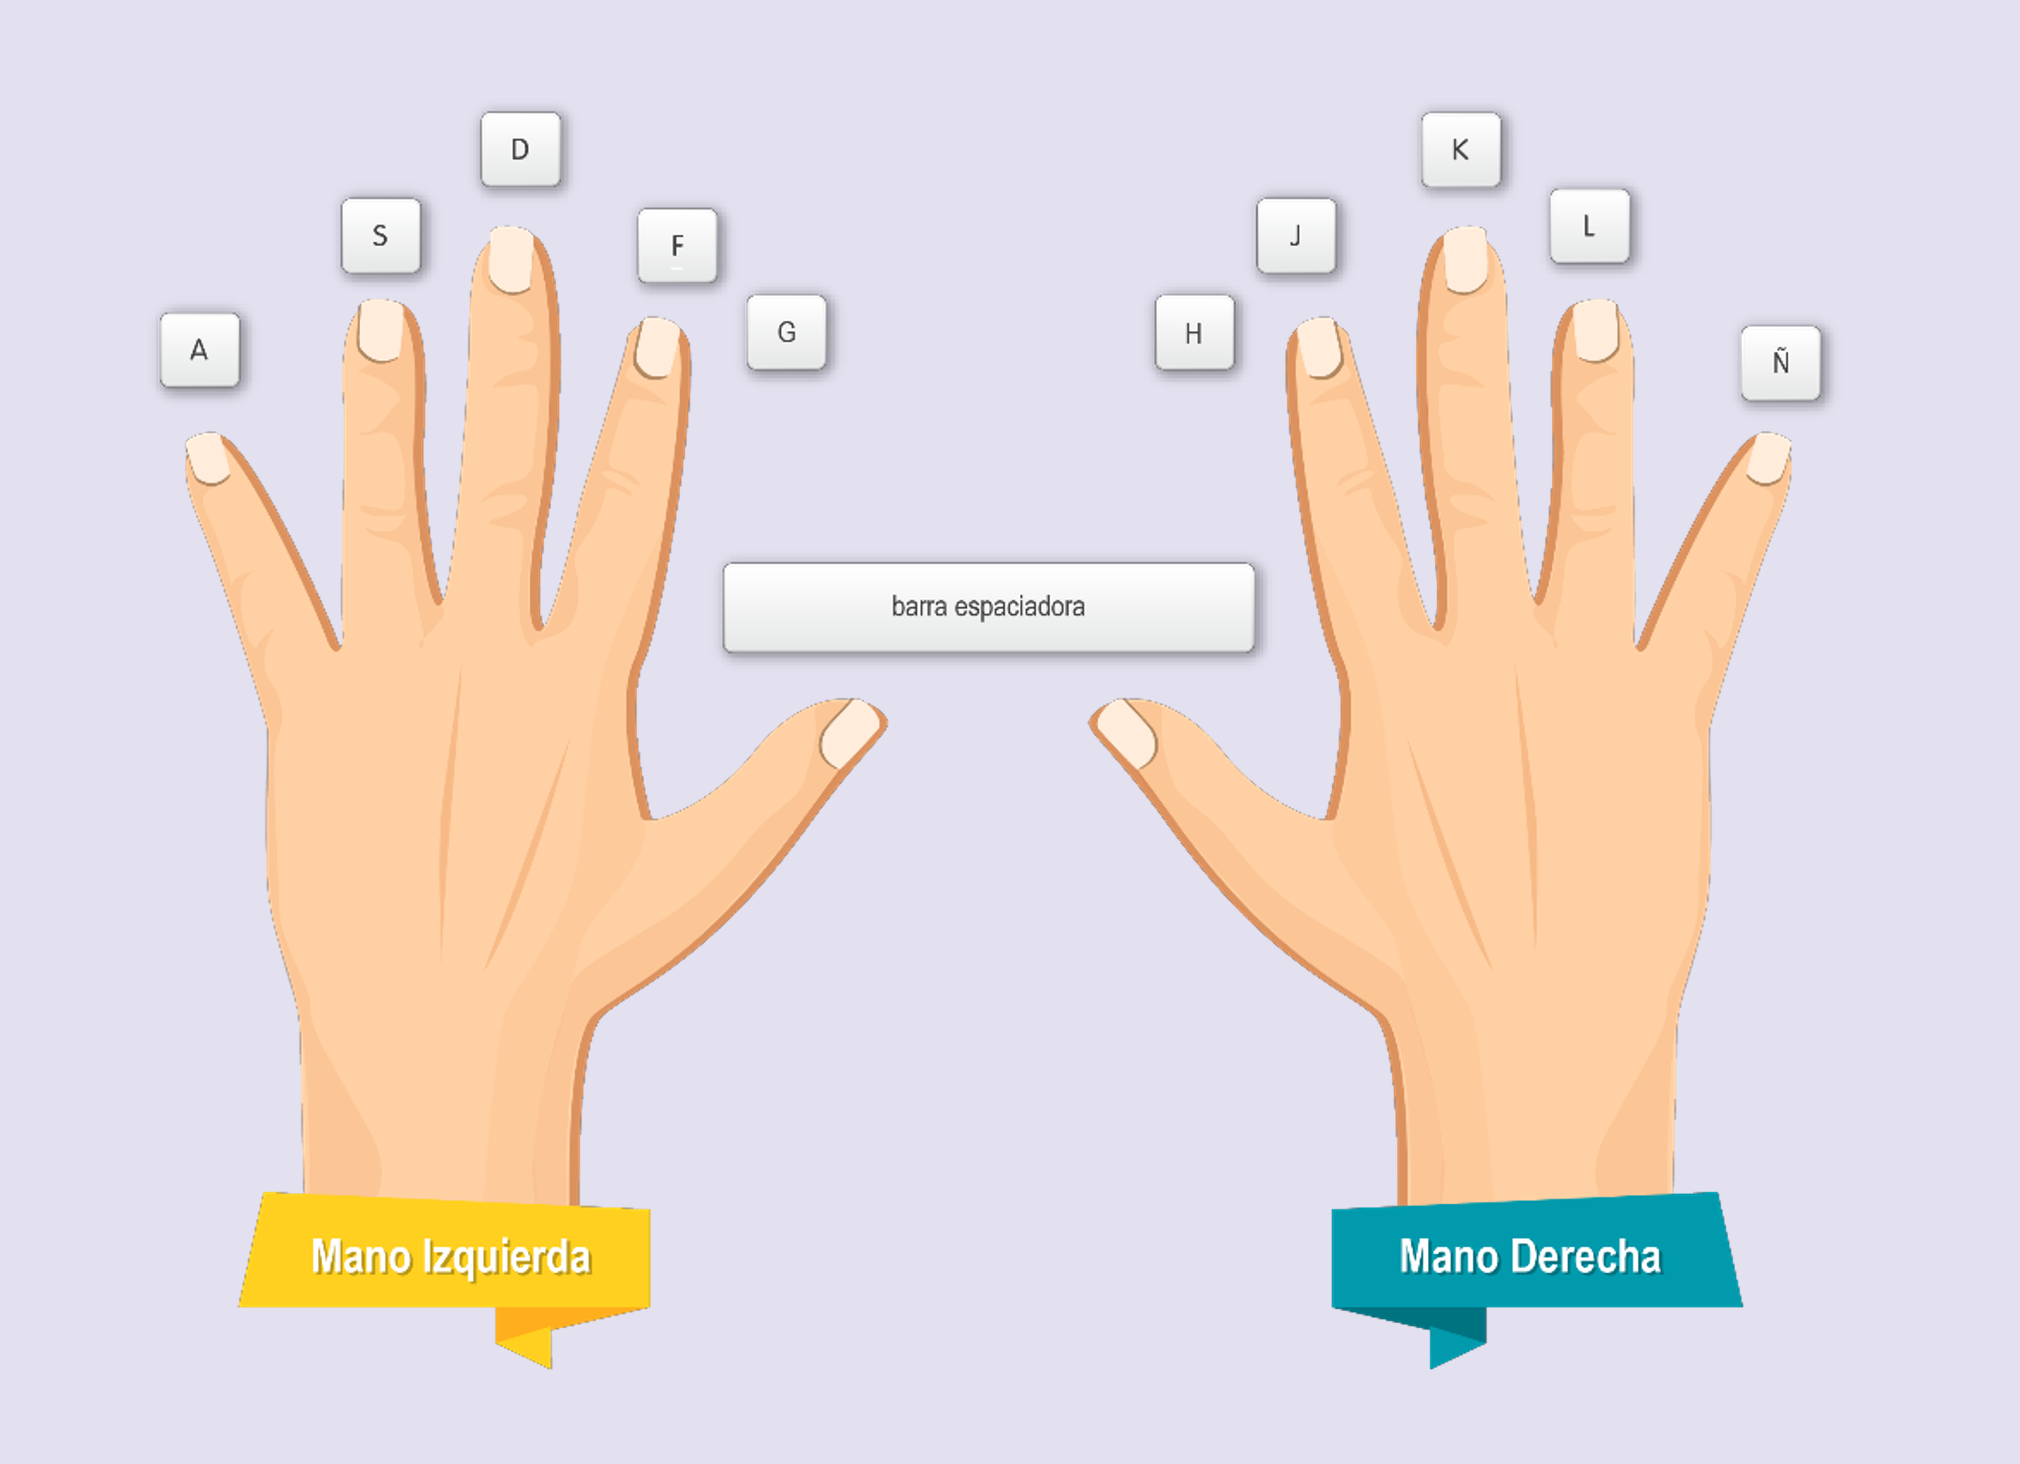 D
K
S
J
L
F
A
G
H
Ñ
barra espaciadora
Mano Izquierda
Mano Derecha